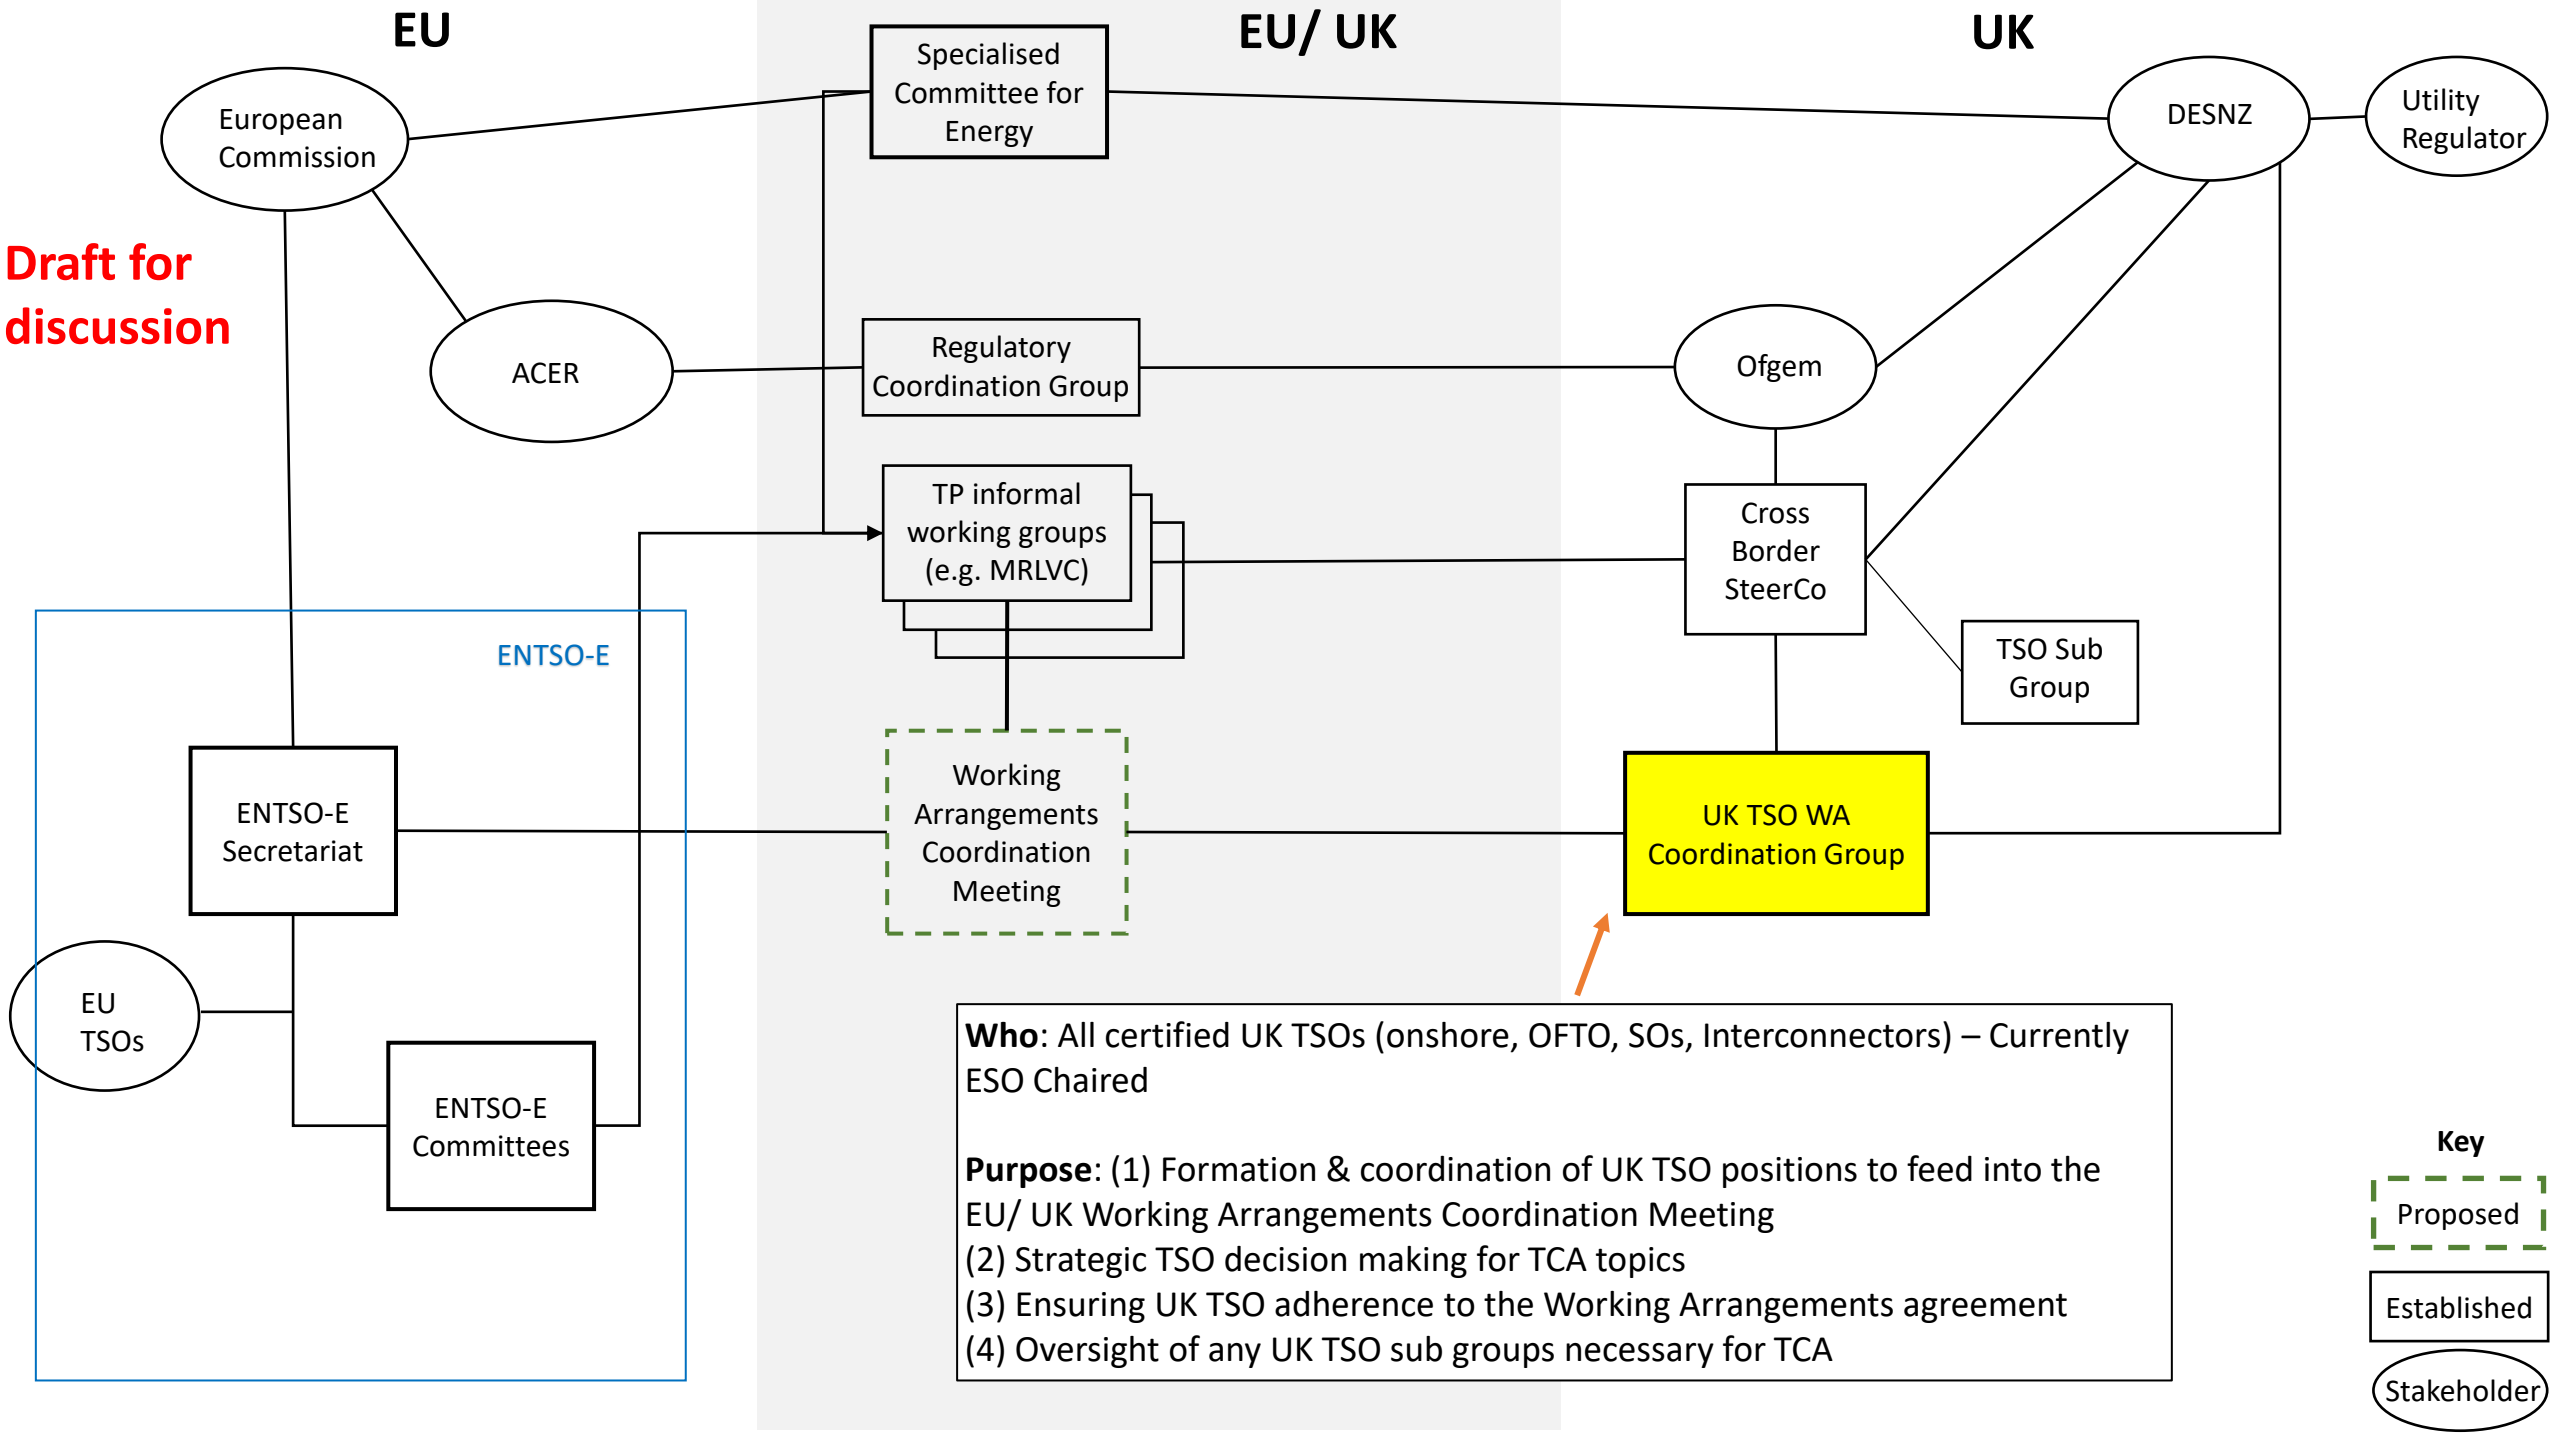 EU
EU/ UK
UK
Specialised
Committee for
Energy
European
Commission
DESNZ
Utility
Regulator
Draft for
discussion
ACER
Regulatory
Coordination Group
Ofgem
TP informal
working groups
(e.g. MRLVC)
Cross
Border
SteerCo
TSO Sub
Group
ENTSO-E
ENTSO-E
Secretariat
Working
Arrangements
Coordination
Meeting
UK TSO WA
Coordination Group
EU
TSOs
ENTSO-E
Committees
Who: All certified UK TSOs (onshore, OFTO, SOs, Interconnectors) – Currently
ESO Chaired
Purpose: (1) Formation & coordination of UK TSO positions to feed into the
EU/ UK Working Arrangements Coordination Meeting
(2) Strategic TSO decision making for TCA topics
(3) Ensuring UK TSO adherence to the Working Arrangements agreement
(4) Oversight of any UK TSO sub groups necessary for TCA
Key
Proposed
Established
Stakeholder